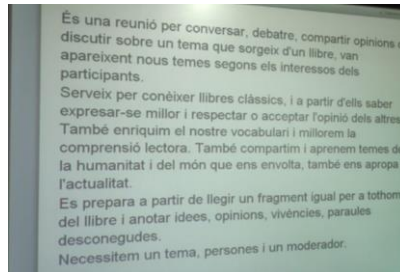 És una reunió per conversar, debatre, compartir opinions
discutir sobre un tema que sorgeix d'un llibre, van
apareixent nous temes segons els interessos dels
participants.
Serveix per conèixer llibres clàssics, i a partir d'ells saber
expresar-se millor i respectar o acceptar l'opinió dels altres
També enriquim el nostre vocabulari i millorem la
comprensió lectora. També compartim i aprenem temes de
la humanitat i del món que ens envolta, també ens apropa
l'actualitat.
Es prepara a partir de llegir un fragment igual per a tothom
del llibre i anotar idees, opinions, vivències, paraules
desconegudes.
Necessitem un tema, persones i un moderador.